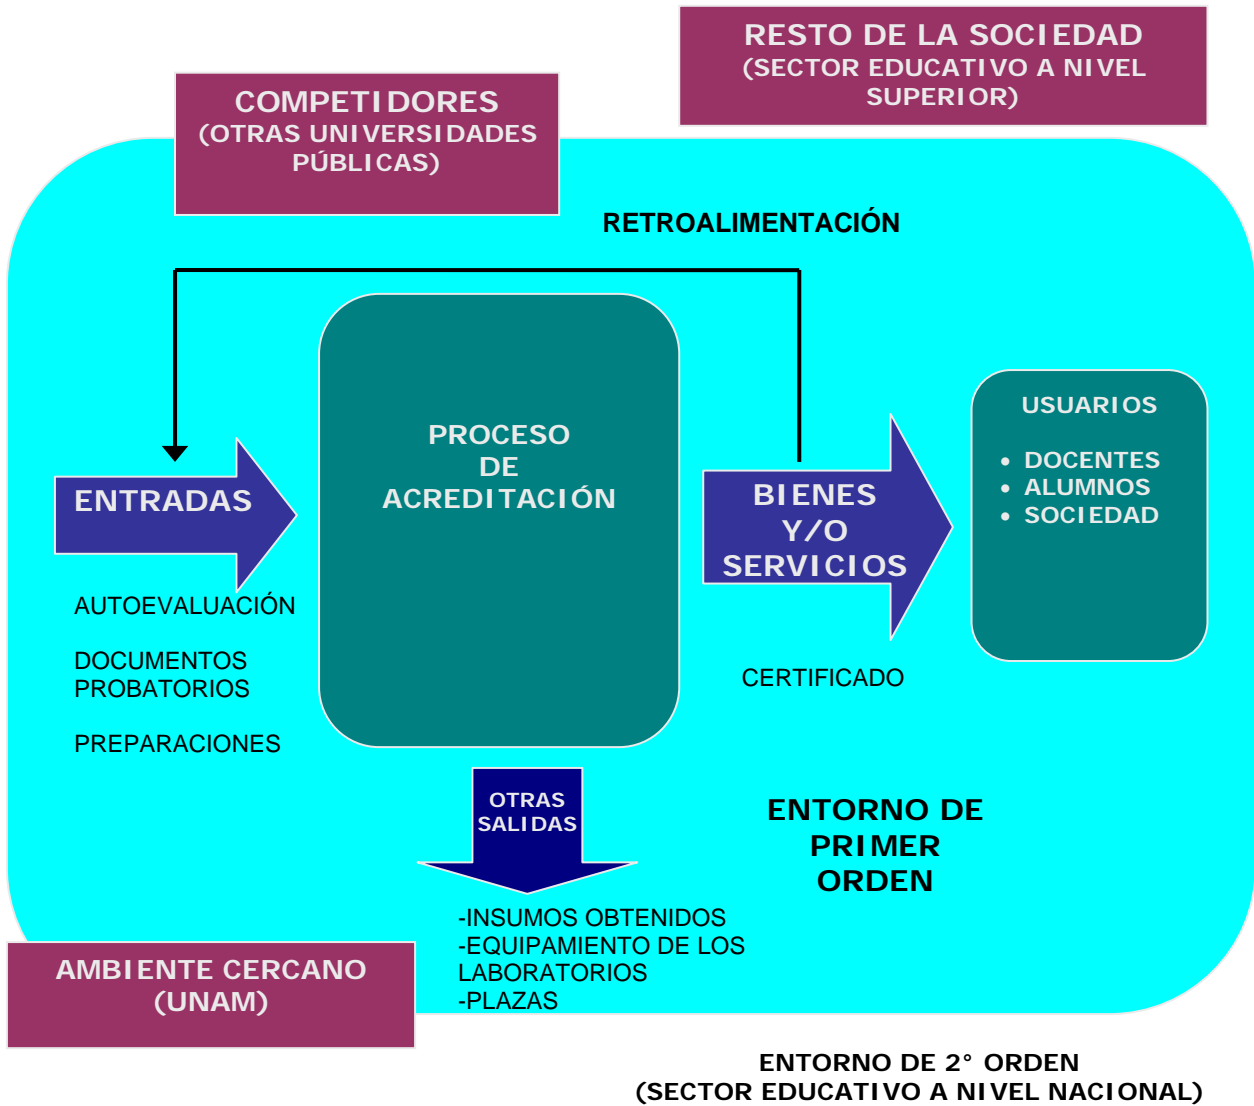 RESTO DE LA SOCIEDAD
(SECTOR EDUCATIVO A NIVEL
SUPERIOR)
COMPETIDORES
(OTRAS UNIVERSIDADES
PÚBLICAS)
RETROALIMENTACIÓN
ENTRADAS
AUTOEVALUACIÓN
DOCUMENTOS
PROBATORIOS
PREPARACIONES
PROCESO
DE
ACREDITACIÓN
BIENES
Y/O
SERVICIOS
CERTIFICADO
USUARIOS
• DOCENTES
• ALUMNOS
• SOCIEDAD
OTRAS
SALIDAS
-INSUMOS OBTENIDOS
-EQUIPAMIENTO DE LOS
LABORATORIOS
-PLAZAS
ENTORNO DE
PRIMER
ORDEN
AMBIENTE CERCANO
(UNAM)
ENTORNO DE 2° ORDEN
(SECTOR EDUCATIVO A NIVEL NACIONAL)